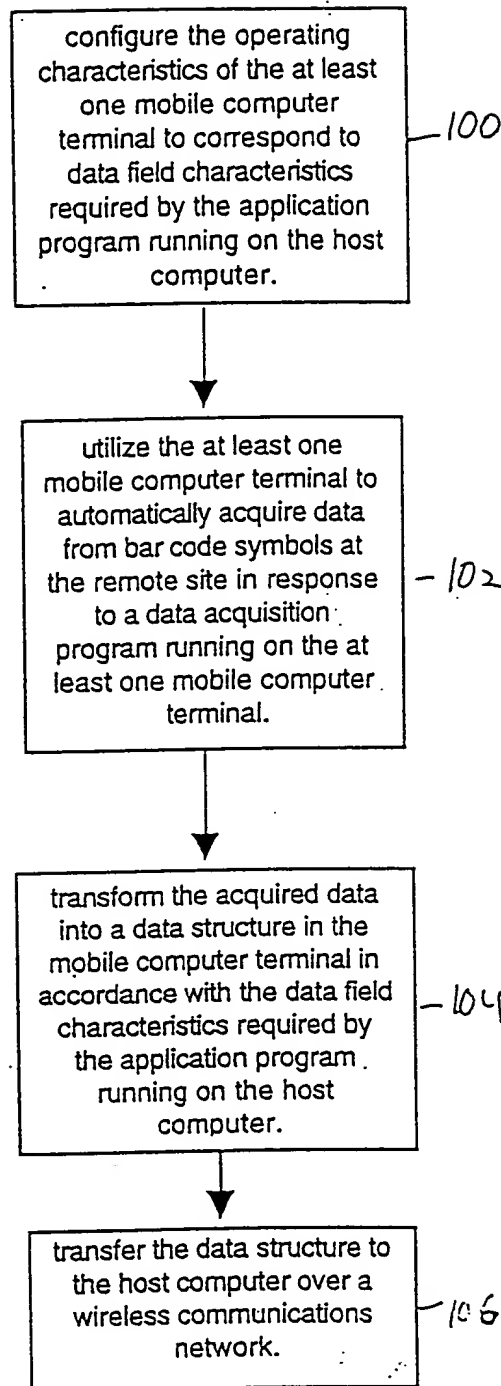 configure the operating
characteristics of the at least
one mobile computer
terminal to correspond to
data field characteristics
required by the application
program running on the host
computer.
100
utilize the at least one
mobile computer terminal to
automatically acquire data
from bar code symbols at
the remote site in response
to a data acquisition
program running on the at
least one mobile computer
terminal.
102
transform the acquired data
into a data structure in the
mobile computer terminal in
accordance with the data field
characteristics required by
the application program
running on the host
computer.
104
transfer the data structure to
the host computer over a
wireless communications
network.
106